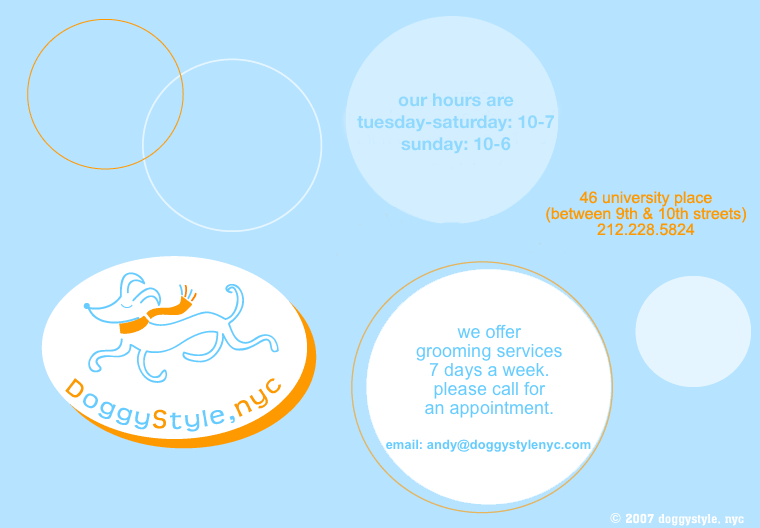 our hours are
tuesday-saturday: 10-7
sunday: 10-6
46 university place
(between 9th & 10th streets)
212.228.5824
DoggyStyle,nyc
we offer
grooming services
7 days a week.
please call for
an appointment.
email: andy@doggystylenyc.com
© 2007 doggystyle. nyc